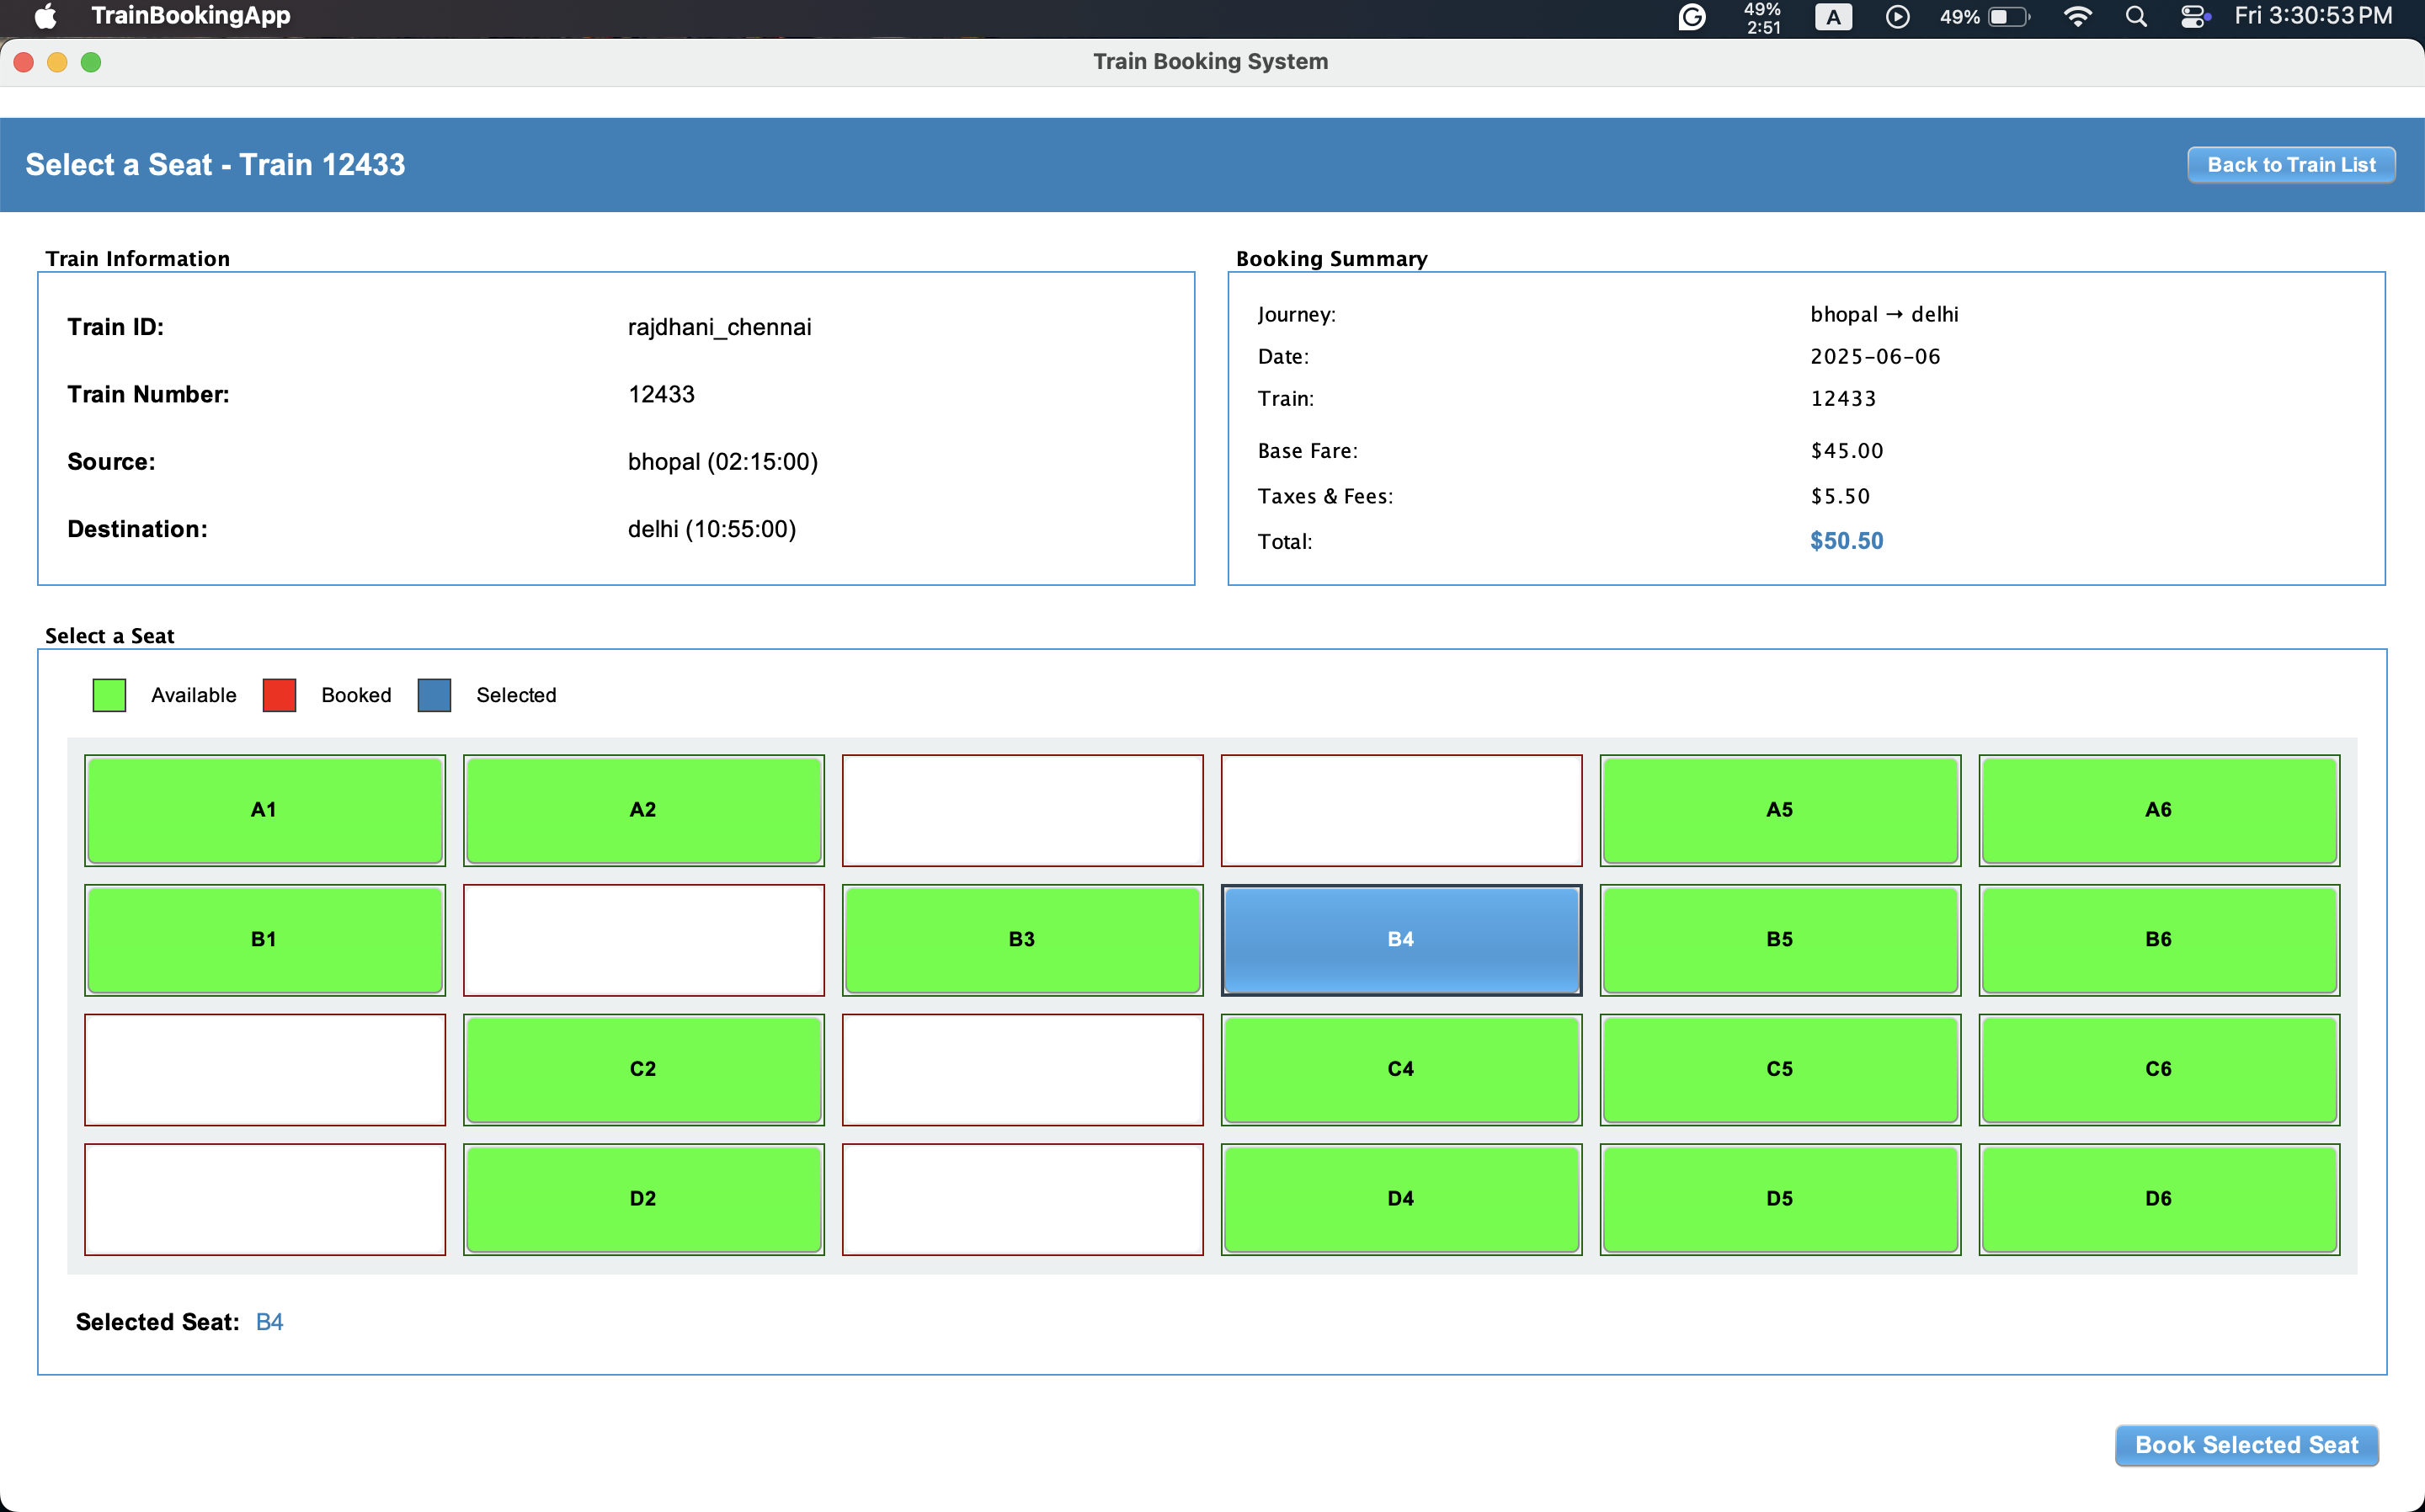 TrainBookingApp
49%
2:51
A
49%
Fri 3:30:53 PM
Train Booking System
Select a Seat - Train 12433
Back to Train List
Train Information
Train ID: rajdhani_chennai
Train Number: 12433
Source: bhopal (02:15:00)
Destination: delhi (10:55:00)
Booking Summary
Journey: bhopal → delhi
Date: 2025-06-06
Train: 12433
Base Fare: $45.00
Taxes & Fees: $5.50
Total: $50.50
Select a Seat
Available Booked Selected
A1 A2 A5 A6
B1 B3 B4 B5 B6
C2 C4 C5 C6
D2 D4 D5 D6
Selected Seat: B4
Book Selected Seat